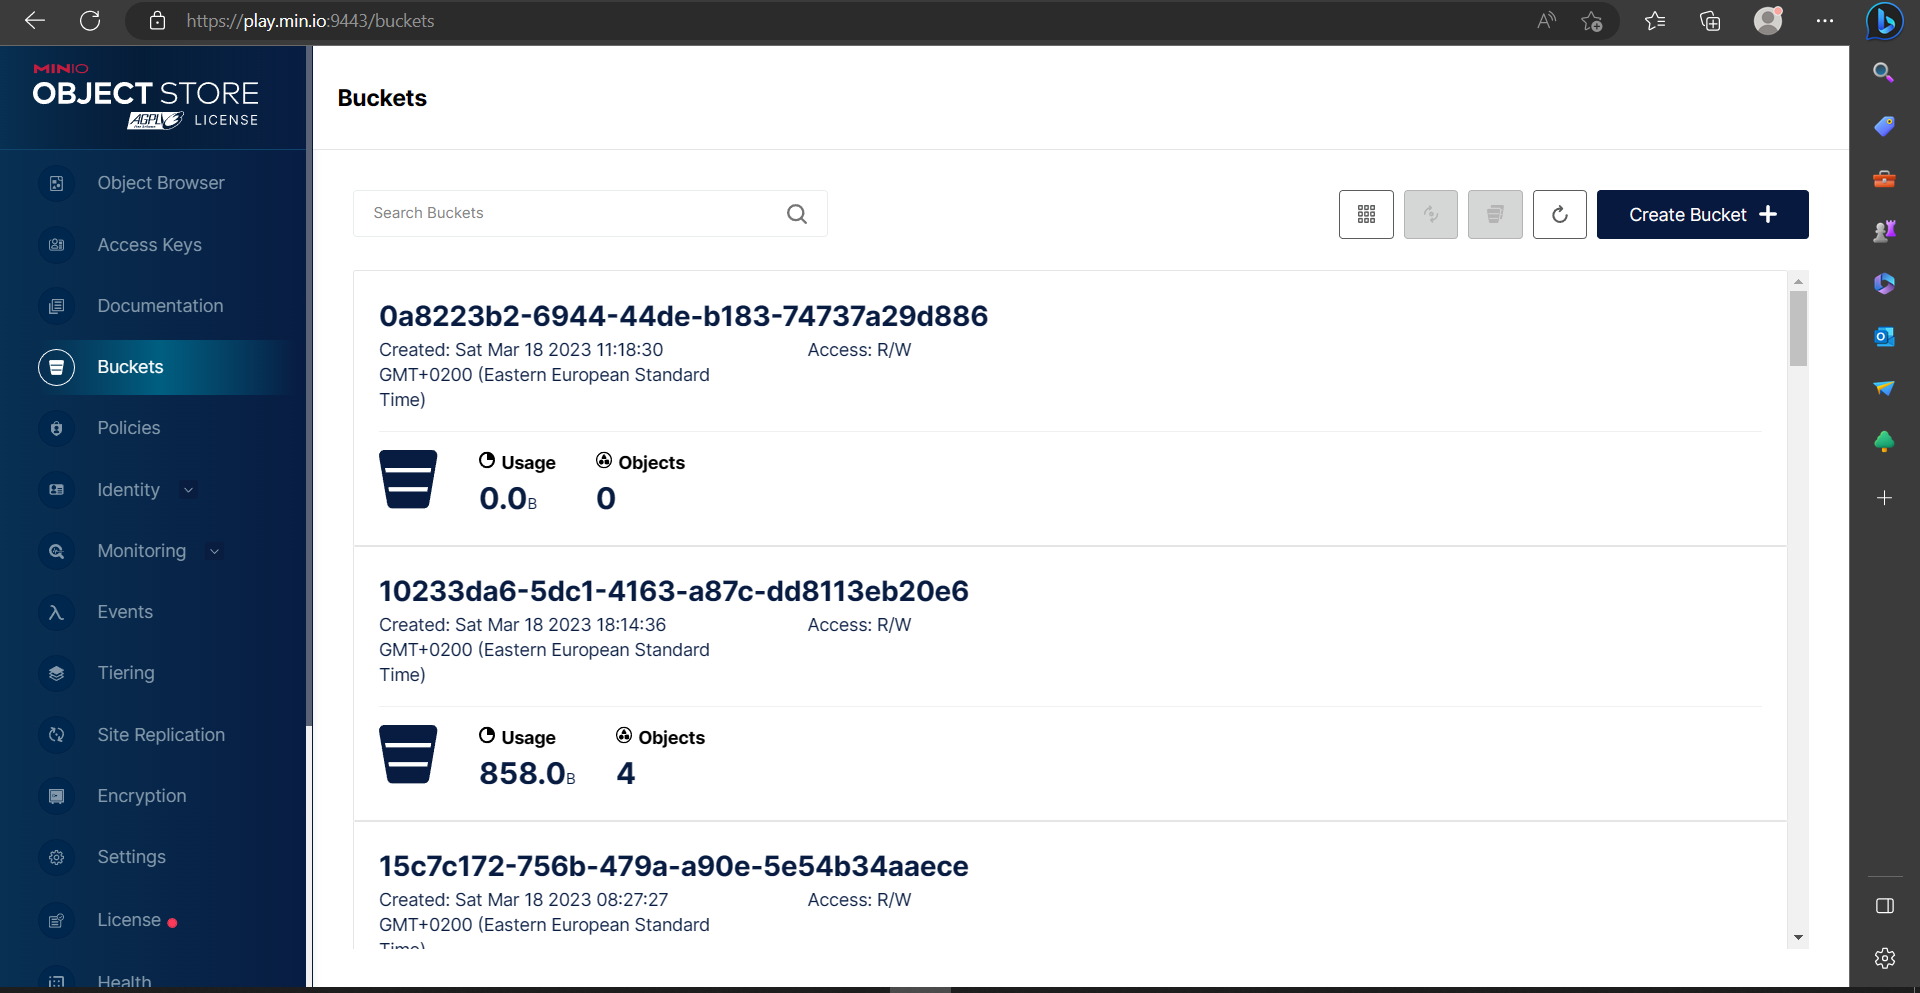 https://play.min.io:9443/buckets
MINIO
OBJECT STORE
AGPLv3 LICENSE
Object Browser
Access Keys
Documentation
Buckets
Policies
Identity
Monitoring
Events
Tiering
Site Replication
Encryption
Settings
License
Health
Buckets
Search Buckets
Create Bucket
0a8223b2-6944-44de-b183-74737a29d886
Created: Sat Mar 18 2023 11:18:30 Access: R/W
GMT+0200 (Eastern European Standard
Time)
Usage Objects
0.0B 0
10233da6-5dc1-4163-a87c-dd8113eb20e6
Created: Sat Mar 18 2023 18:14:36 Access: R/W
GMT+0200 (Eastern European Standard
Time)
Usage Objects
858.0B 4
15c7c172-756b-479a-a90e-5e54b34aaece
Created: Sat Mar 18 2023 08:27:27 Access: R/W
GMT+0200 (Eastern European Standard
Time)